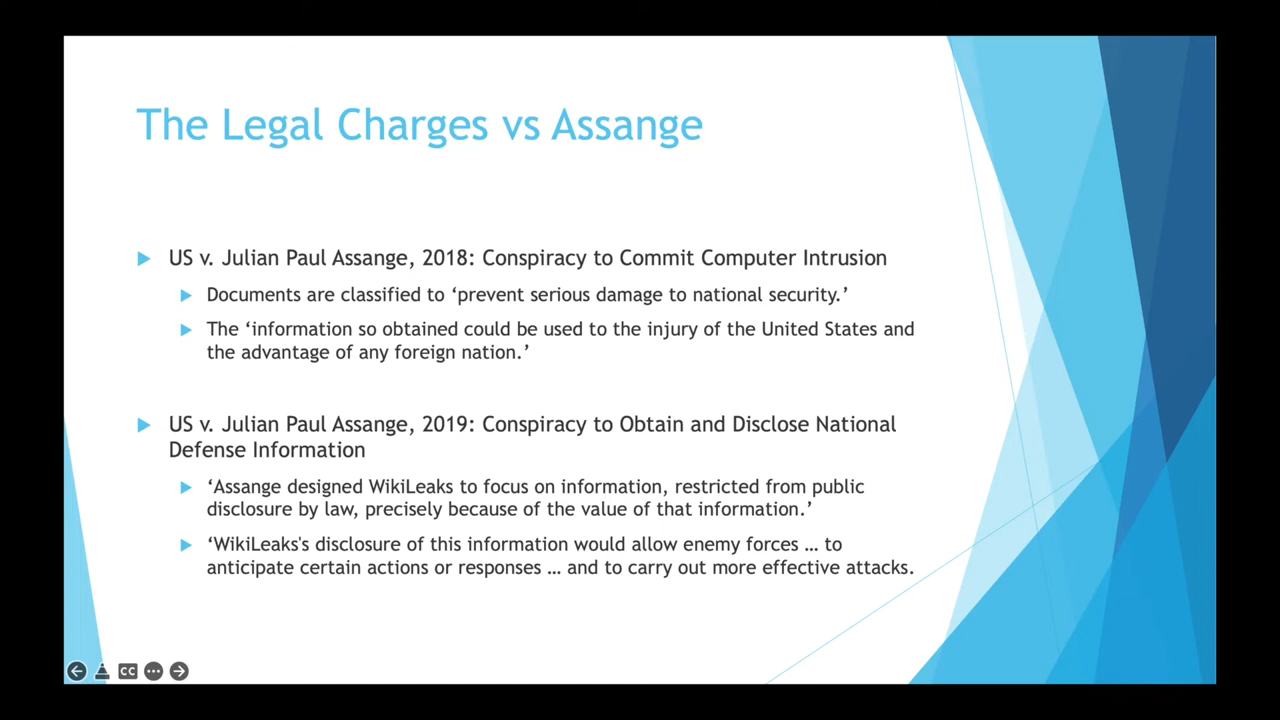 The Legal Charges vs Assange
US v. Julian Paul Assange, 2018: Conspiracy to Commit Computer Intrusion
Documents are classified to ‘prevent serious damage to national security.’
The ‘information so obtained could be used to the injury of the United States and
the advantage of any foreign nation.’
US v. Julian Paul Assange, 2019: Conspiracy to Obtain and Disclose National
Defense Information
‘Assange designed WikiLeaks to focus on information, restricted from public
disclosure by law, precisely because of the value of that information.’
‘WikiLeaks's disclosure of this information would allow enemy forces … to
anticipate certain actions or responses … and to carry out more effective attacks.
CC